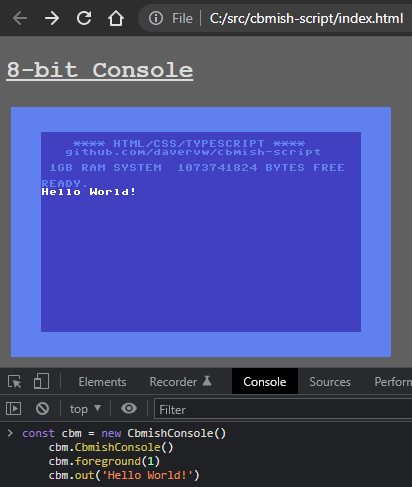 File C:/src/cbmish-script/index.html
8-bit Console
**** HTML/CSS/TYPESCRIPT ****
github.com/davervw/cbmish-script
1GB RAM SYSTEM 1073741824 BYTES FREE
READY.
Hello World!
Elements Recorder Console Sources Perform
top Filter
> const cbm = new CbmishConsole()
cbm.CbmishConsole()
cbm.foreground(1)
cbm.out('Hello World!')